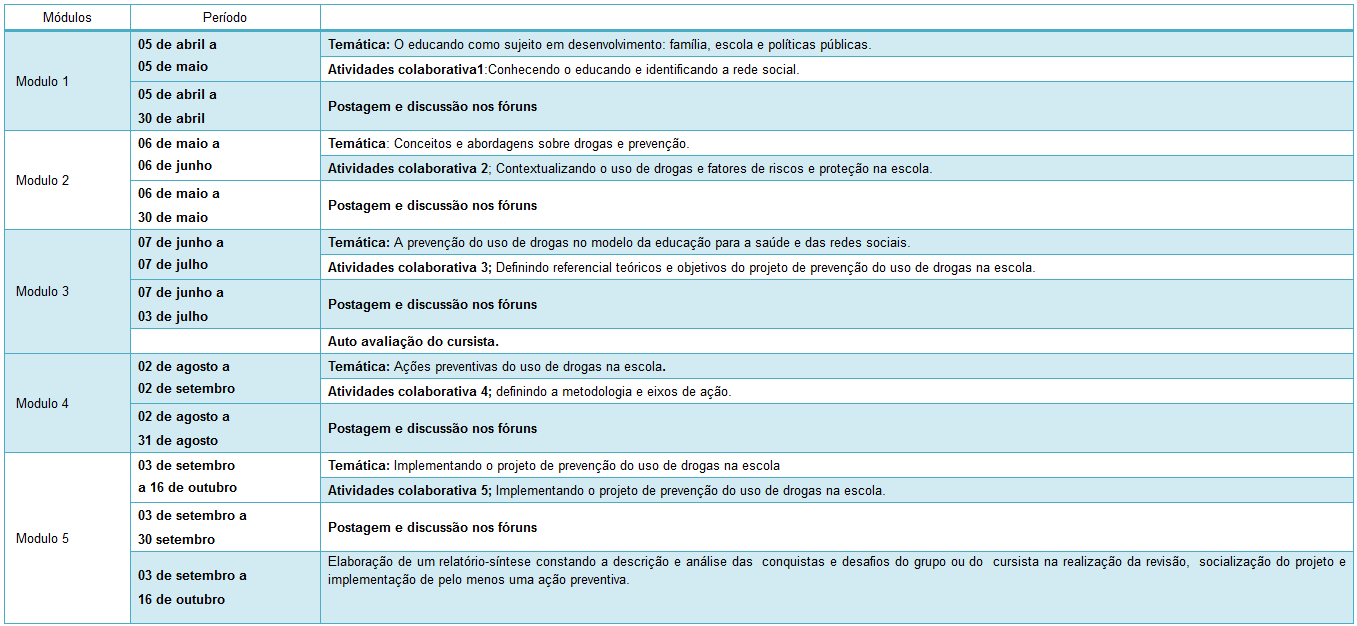 Módulos
Período
Modulo 1
05 de abril a
05 de maio
Temática: O educando como sujeito em desenvolvimento: família, escola e políticas públicas.
Atividades colaborativa1:Conhecendo o educando e identificando a rede social.
05 de abril a
30 de abril
Postagem e discussão nos fóruns
Modulo 2
06 de maio a
06 de junho
Temática: Conceitos e abordagens sobre drogas e prevenção.
Atividades colaborativa 2; Contextualizando o uso de drogas e fatores de riscos e proteção na escola.
06 de maio a
30 de maio
Postagem e discussão nos fóruns
Modulo 3
07 de junho a
07 de julho
Temática: A prevenção do uso de drogas no modelo da educação para a saúde e das redes sociais.
Atividades colaborativa 3; Definindo referencial teóricos e objetivos do projeto de prevenção do uso de drogas na escola.
07 de junho a
03 de julho
Postagem e discussão nos fóruns
Auto avaliação do cursista.
Modulo 4
02 de agosto a
02 de setembro
Temática: Ações preventivas do uso de drogas na escola.
Atividades colaborativa 4; definindo a metodologia e eixos de ação.
02 de agosto a
31 de agosto
Postagem e discussão nos fóruns
Modulo 5
03 de setembro
a 16 de outubro
Temática: Implementando o projeto de prevenção do uso de drogas na escola
Atividades colaborativa 5; Implementando o projeto de prevenção do uso de drogas na escola.
03 de setembro a
30 setembro
Postagem e discussão nos fóruns
03 de setembro a
16 de outubro
Elaboração de um relatório-síntese constando a descrição e análise das conquistas e desafios do grupo ou do cursista na realização da revisão, socialização do projeto e
implementação de pelo menos uma ação preventiva.